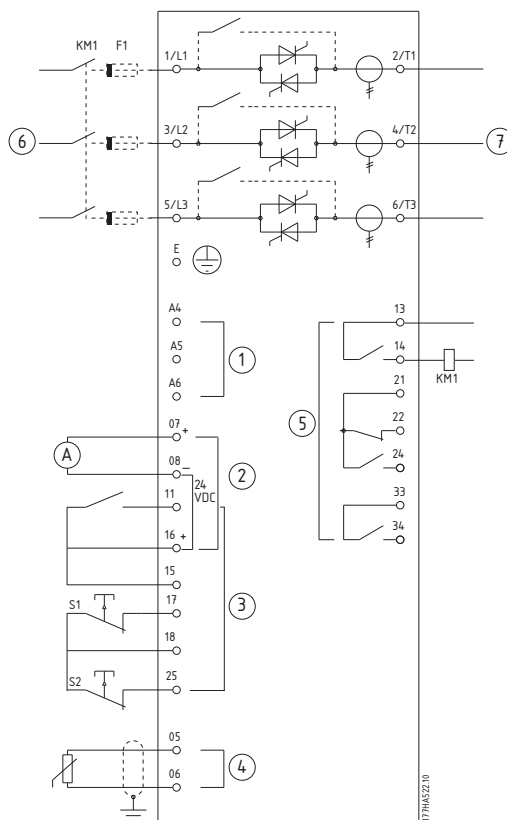 KM1 F1 1/L1 2/T1
6 3/L2 4/T2 7
5/L3 6/T3
E
A4 13
A5 1 14
A6 KM1
21
07 + 5 22
A 2 24
08 –
24
VDC
11 33
16 + 34
15
S1 17 3
18
S2 25
05
4
06
177HA522.10